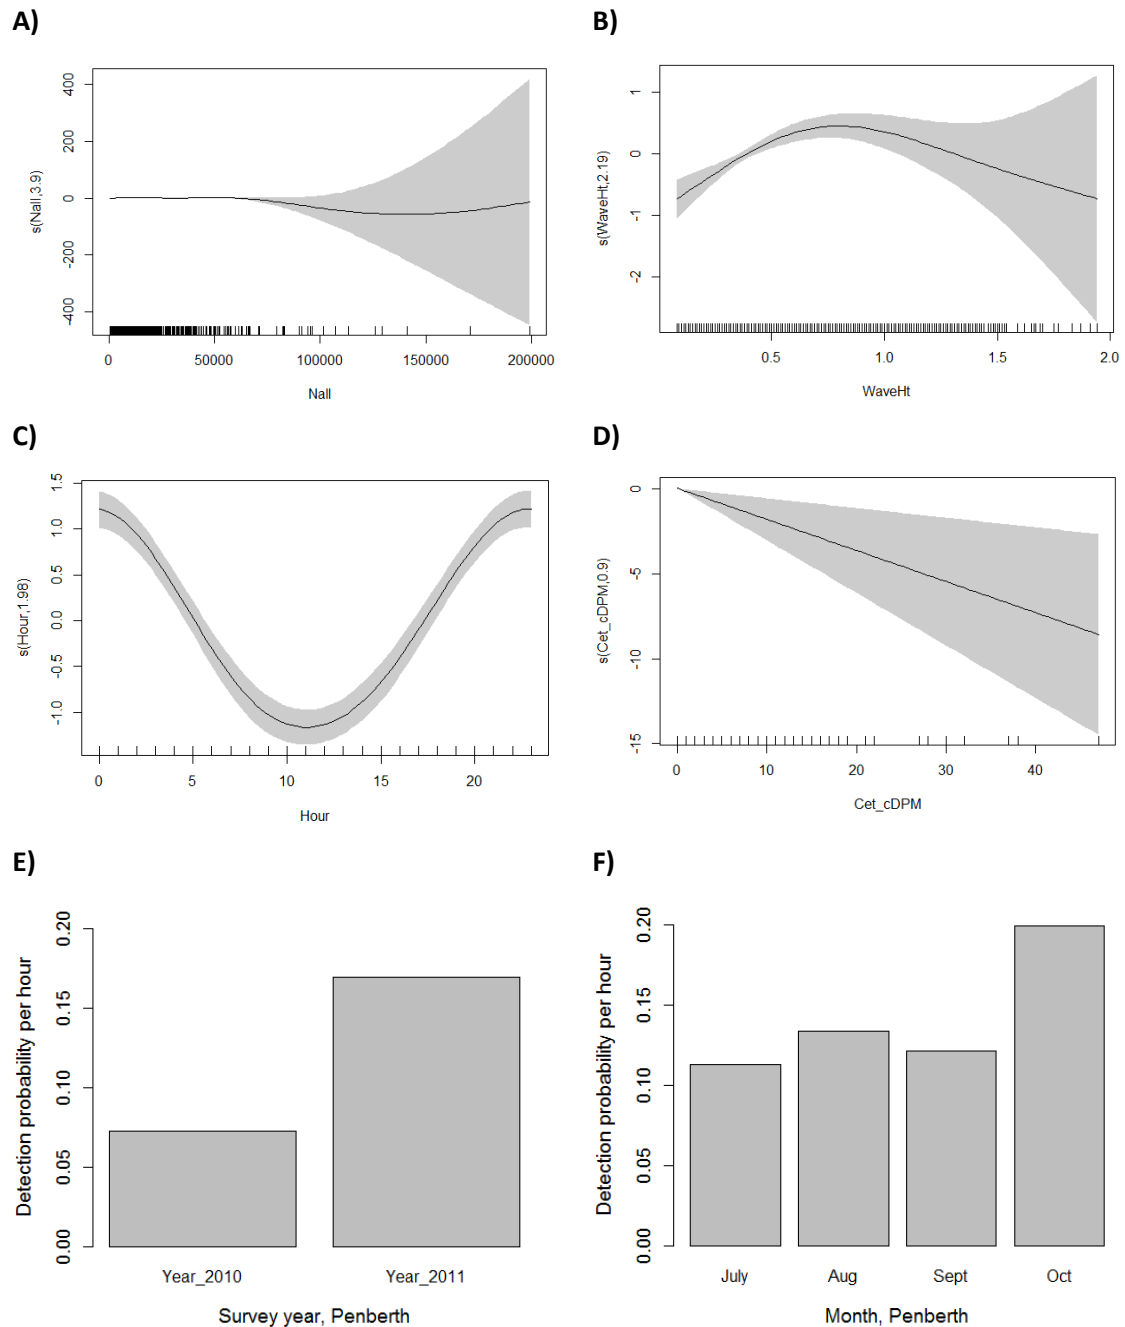 A)
400
200
0
-200
-400
s(Nall,3.9)
0 50000 100000 150000 200000
Nall
B)
1
0
-1
-2
s(WaveHt,2.19)
0.5 1.0 1.5 2.0
WaveHt
C)
1.5
1.0
0.5
0.0
-0.5
-1.0
s(Hour,1.98)
0 5 10 15 20
Hour
D)
0
-5
-10
-15
s(Cet_cDPM,0.9)
0 10 20 30 40
Cet_cDPM
E)
0.20
0.15
0.10
0.05
0.00
Detection probability per hour
Year_2010 Year_2011
Survey year, Penberth
F)
0.20
0.15
0.10
0.05
0.00
Detection probability per hour
July Aug Sept Oct
Month, Penberth